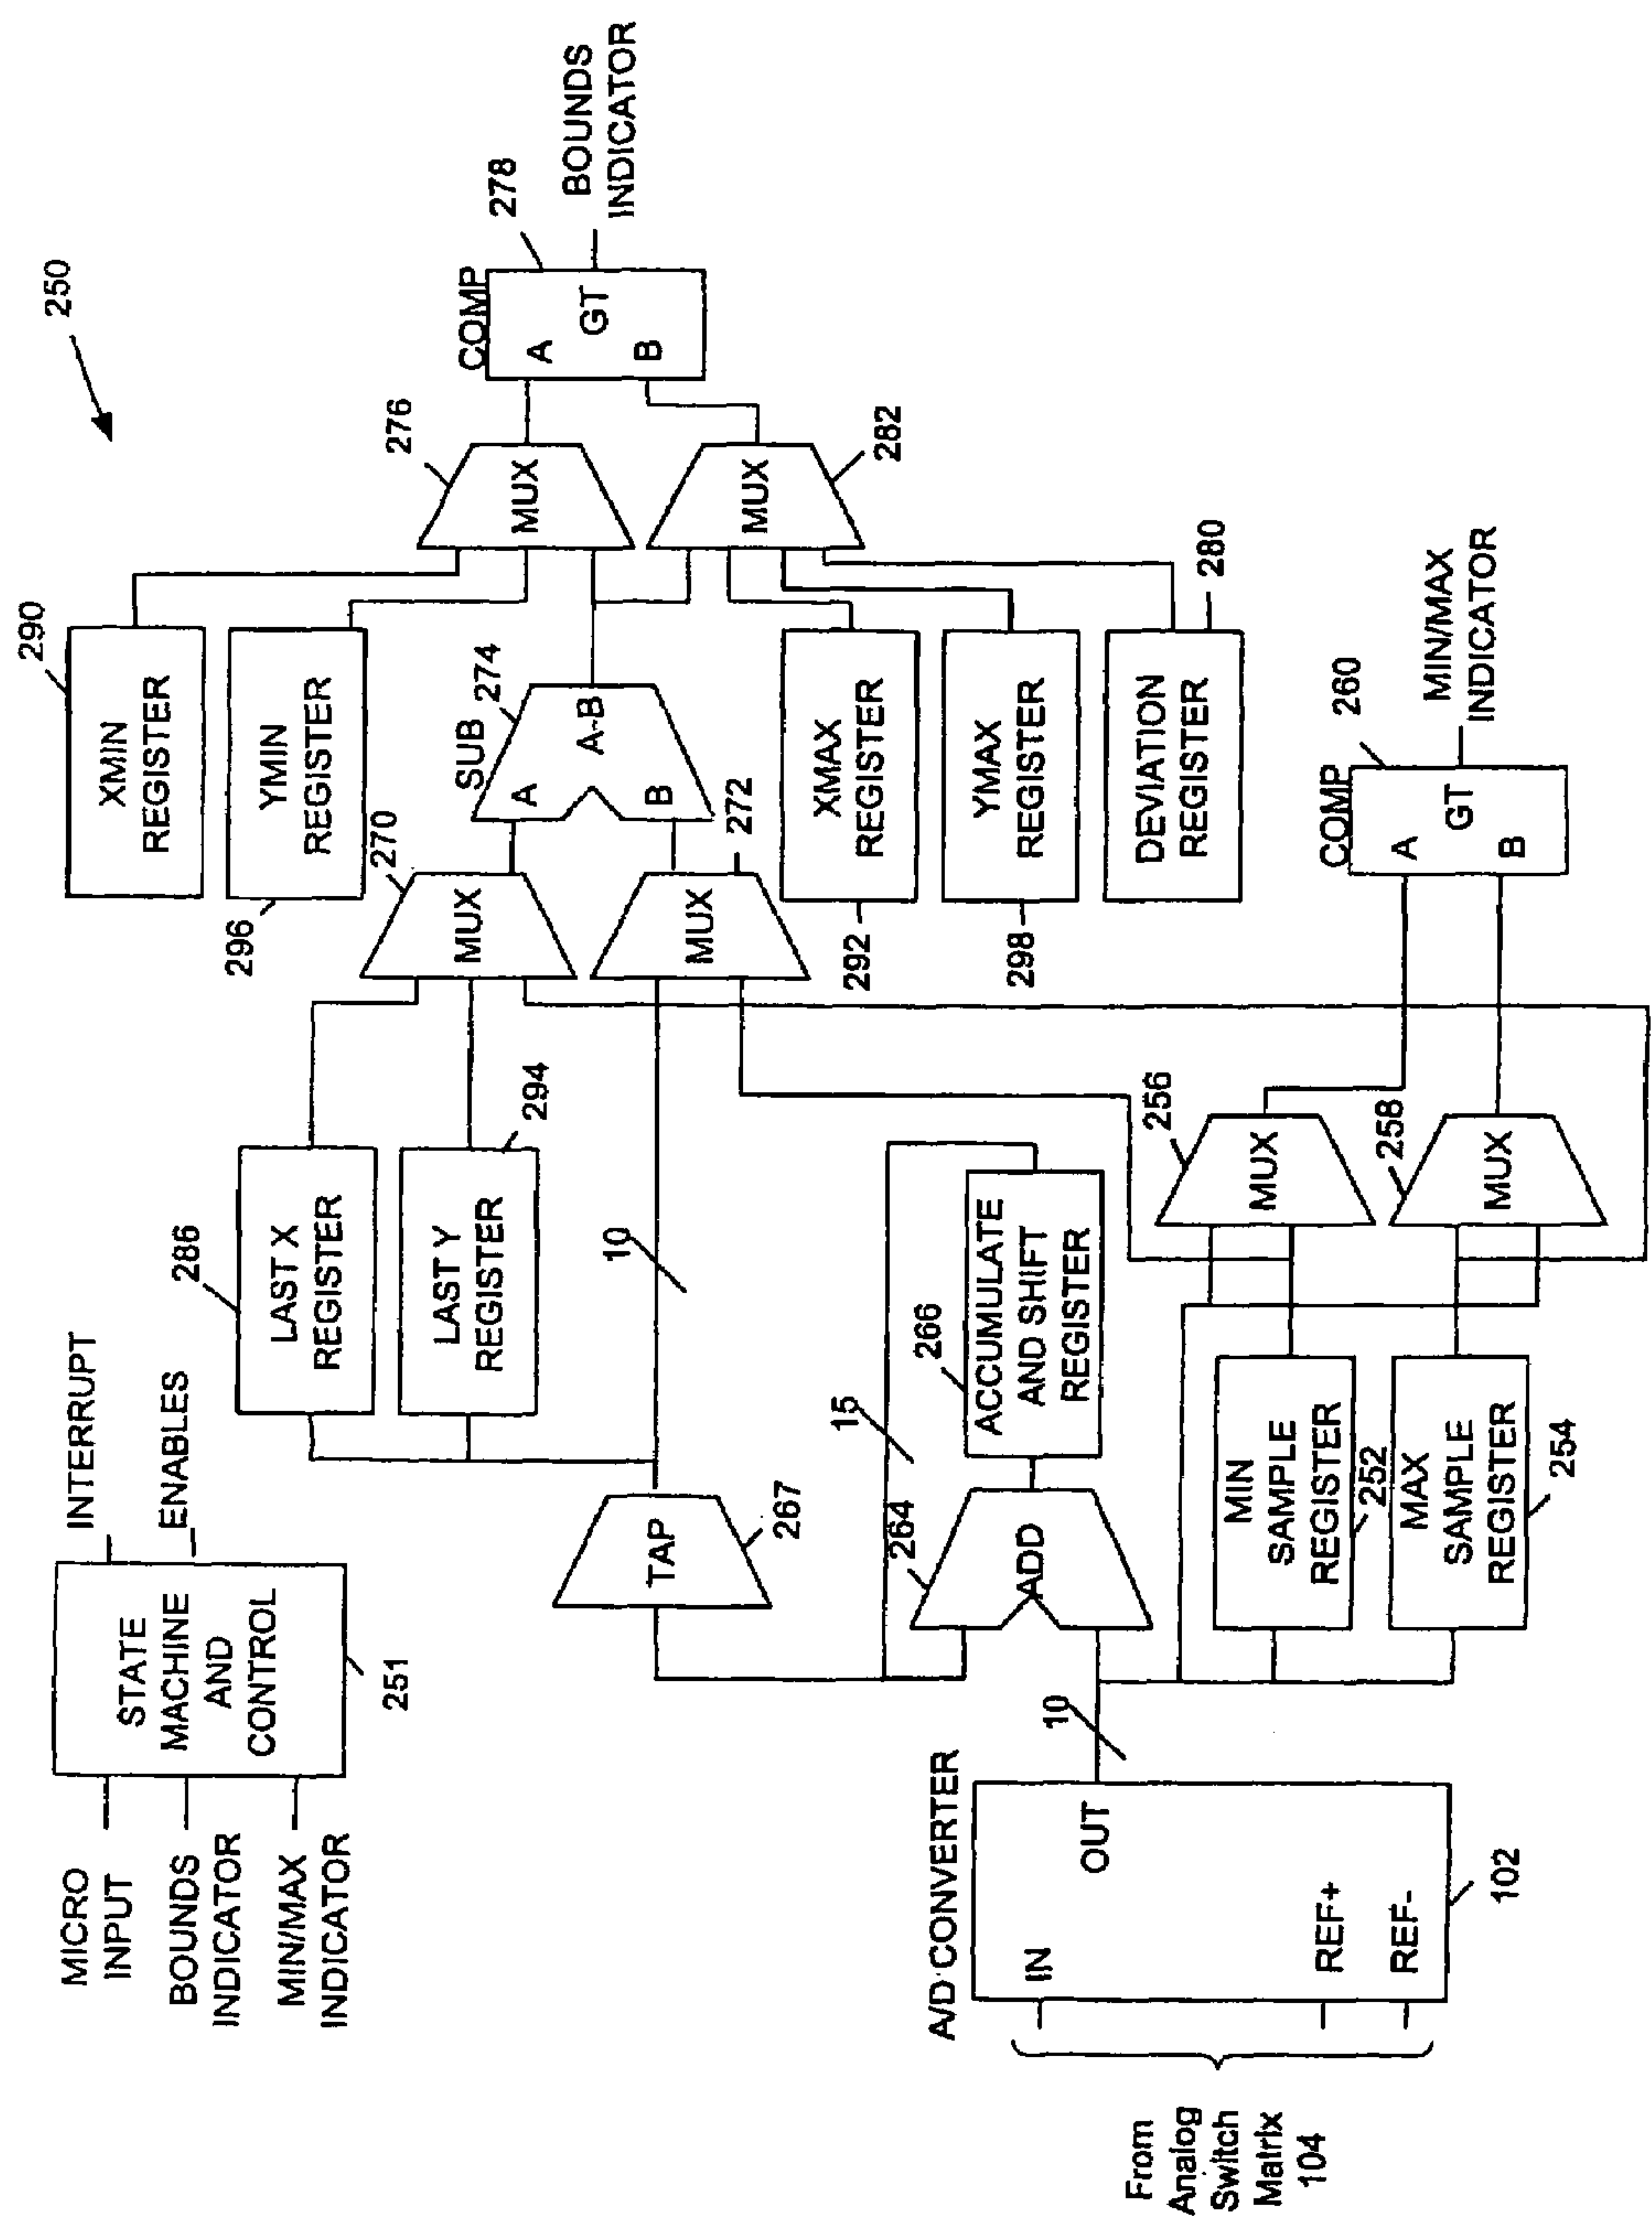 250
MICRO
INPUT
BOUNDS
INDICATOR
MIN/MAX
INDICATOR
STATE
MACHINE
AND
CONTROL
251
INTERRUPT
ENABLES
286
LAST X
REGISTER
LAST Y
REGISTER
294
290
XMIN
REGISTER
YMIN
REGISTER
296
270
MUX
MUX
272
SUB
274
A
A-B
B
276
MUX
MUX
282
COMP
278
A
GT
B
BOUNDS
INDICATOR
XMAX
REGISTER
292
YMAX
REGISTER
298
DEVIATION
REGISTER
280
TAP
267
10
15
264
ADD
266
ACCUMULATE
AND SHIFT
REGISTER
A/D CONVERTER
IN
OUT
REF+
REF-
102
10
From
Analog
Switch
Matrix
104
MIN
SAMPLE
REGISTER
252
MAX
SAMPLE
REGISTER
254
256
MUX
258
MUX
COMP
260
A
GT
B
MIN/MAX
INDICATOR